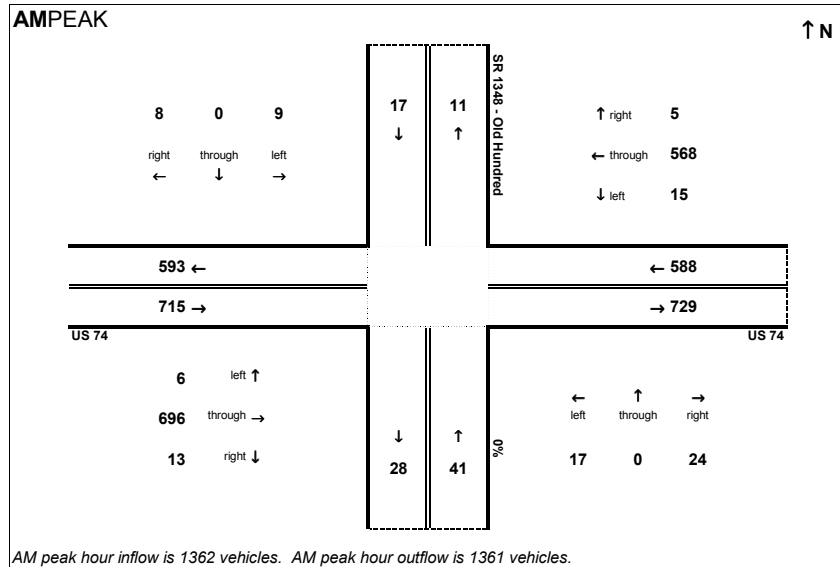 AMPEAK
↑ N
8 0 9
right through left
← ↓ →
17 11
↓ ↑
SR 1348 - Old Hundred
↑ right 5
← through 568
↓ left 15
593 ←
← 588
715 →
→ 729
US 74
US 74
6 left ↑
696 through →
13 right ↓
↓ ↑
28 41
0%
← ↑ →
left through right
17 0 24
AM peak hour inflow is 1362 vehicles. AM peak hour outflow is 1361 vehicles.